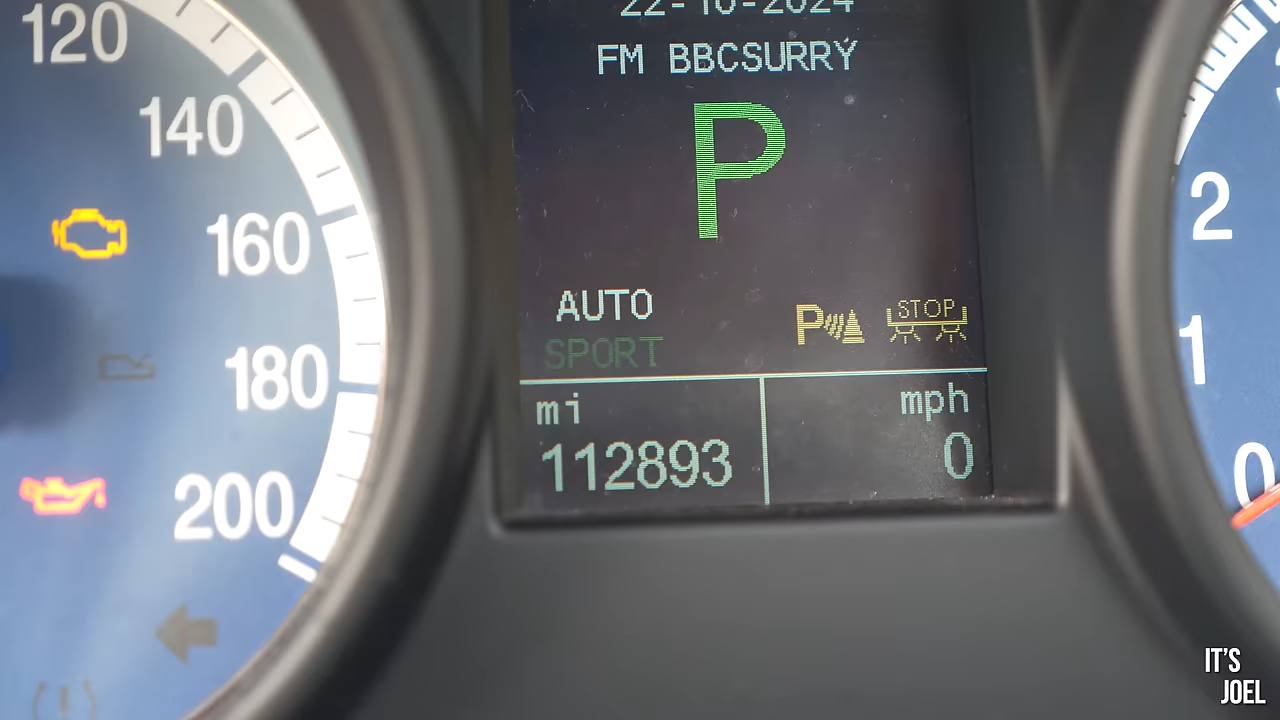 22-10-2024
FM BBCSURRY
P
AUTO
SPORT
P STOP
mi mph
112893 0
120
140
160
180
200
2
1
0
IT'S
JOEL